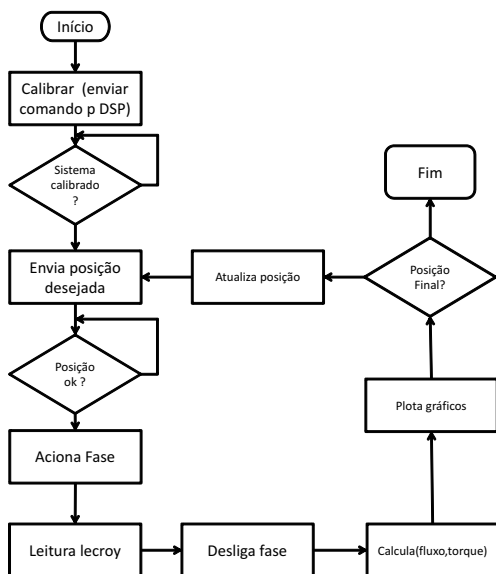 Início
Calibrar (enviar
comando p DSP)
Sistema
calibrado
?
Envia posição
desejada
Posição
ok ?
Aciona Fase
Leitura lecroy
Desliga fase
Calcula(fluxo,torque)
Plota gráficos
Posição
Final?
Atualiza posição
Fim